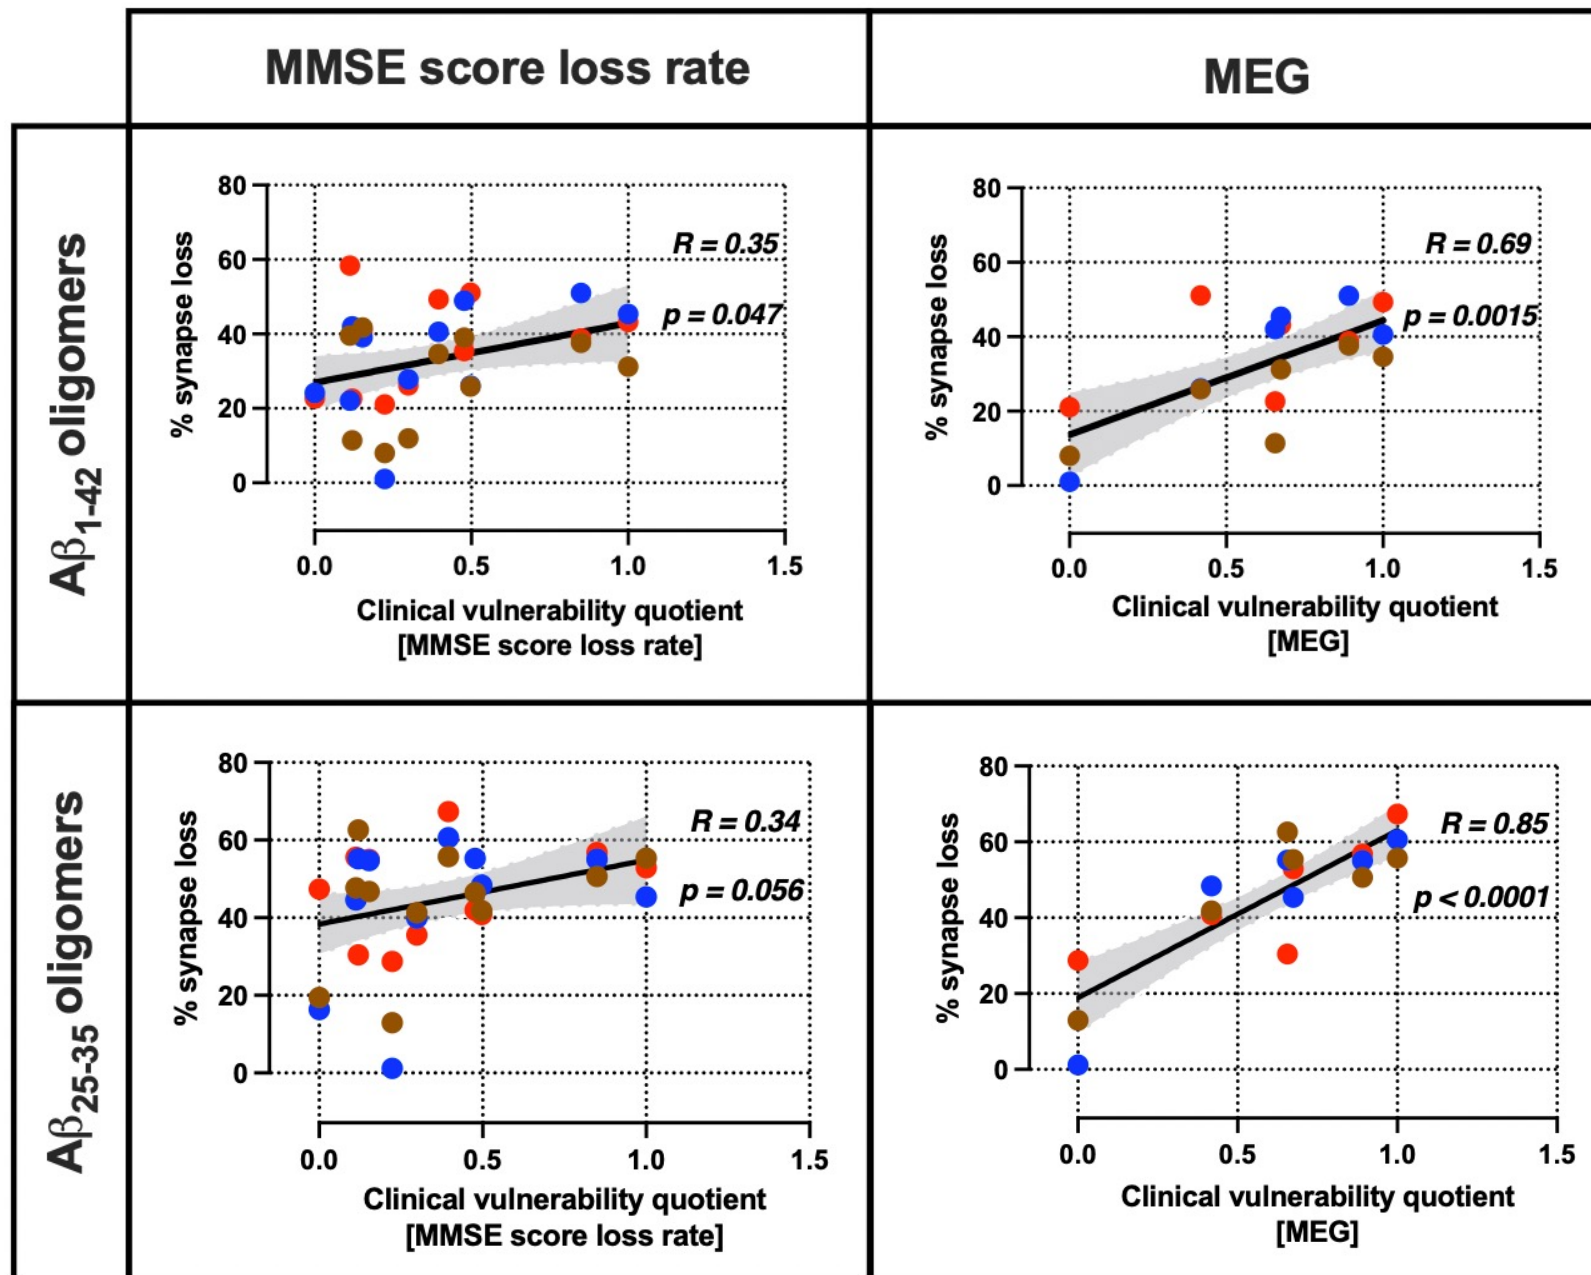 MMSE score loss rate
MEG
Aβ1-42 oligomers
80
60
40
20
0
% synapse loss
R = 0.35
p = 0.047
0.0 0.5 1.0 1.5
Clinical vulnerability quotient
[MMSE score loss rate]
80
60
40
20
0
% synapse loss
R = 0.69
p = 0.0015
0.0 0.5 1.0 1.5
Clinical vulnerability quotient
[MEG]
Aβ25-35 oligomers
80
60
40
20
0
% synapse loss
R = 0.34
p = 0.056
0.0 0.5 1.0 1.5
Clinical vulnerability quotient
[MMSE score loss rate]
80
60
40
20
0
% synapse loss
R = 0.85
p < 0.0001
0.0 0.5 1.0 1.5
Clinical vulnerability quotient
[MEG]